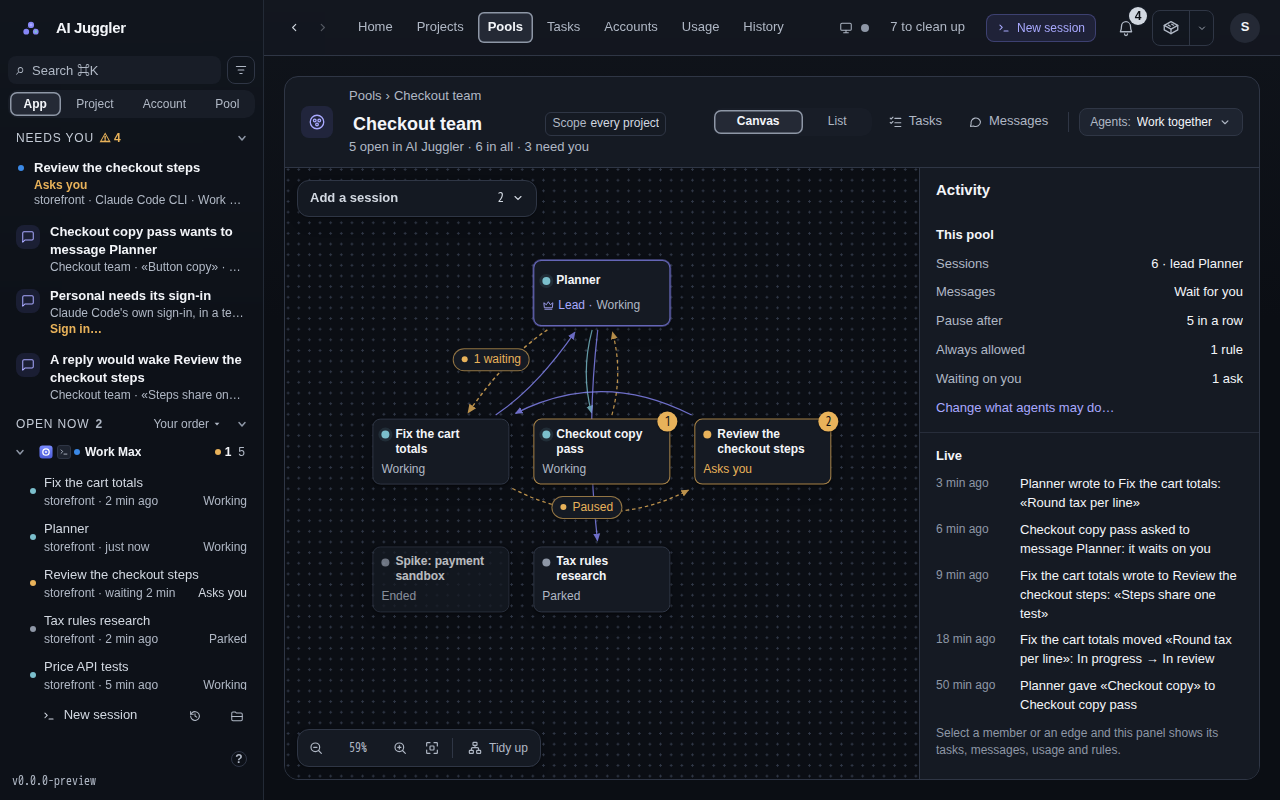 AI Juggler
Search ⌘K
App Project Account Pool
NEEDS YOU 4
Review the checkout steps
Asks you
storefront · Claude Code CLI · Work …
Checkout copy pass wants to
message Planner
Checkout team · «Button copy» · …
Personal needs its sign-in
Claude Code's own sign-in, in a te…
Sign in…
A reply would wake Review the
checkout steps
Checkout team · «Steps share on…
OPEN NOW 2 Your order
Work Max 1 5
Fix the cart totals
storefront · 2 min ago Working
Planner
storefront · just now Working
Review the checkout steps
storefront · waiting 2 min Asks you
Tax rules research
storefront · 2 min ago Parked
Price API tests
storefront · 5 min ago Working
New session
?
v0.0.0-preview
Home Projects Pools Tasks Accounts Usage History
7 to clean up
New session
4
S
Pools › Checkout team
Checkout team
Scope every project
5 open in AI Juggler · 6 in all · 3 need you
Canvas List
Tasks
Messages
Agents: Work together
Add a session 2
Planner
Lead · Working
1 waiting
Fix the cart
totals
Working
1
Checkout copy
pass
Working
2
Review the
checkout steps
Asks you
Paused
Spike: payment
sandbox
Ended
Tax rules
research
Parked
59%
Tidy up
Activity
This pool
Sessions 6 · lead Planner
Messages Wait for you
Pause after 5 in a row
Always allowed 1 rule
Waiting on you 1 ask
Change what agents may do…
Live
3 min ago Planner wrote to Fix the cart totals:
«Round tax per line»
6 min ago Checkout copy pass asked to
message Planner: it waits on you
9 min ago Fix the cart totals wrote to Review the
checkout steps: «Steps share one
test»
18 min ago Fix the cart totals moved «Round tax
per line»: In progress → In review
50 min ago Planner gave «Checkout copy» to
Checkout copy pass
Select a member or an edge and this panel shows its
tasks, messages, usage and rules.